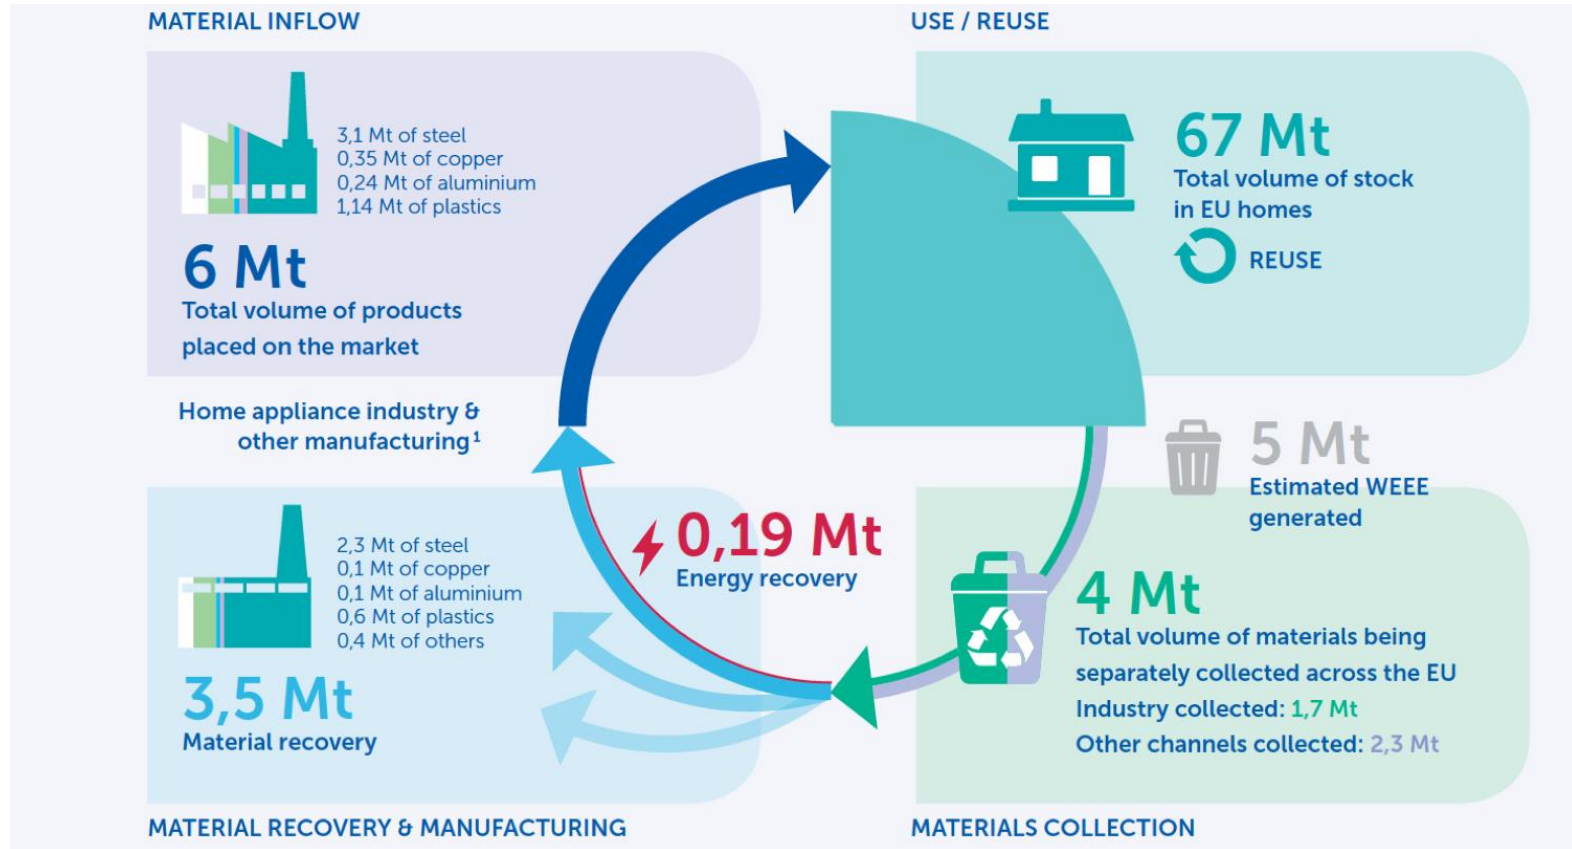 MATERIAL INFLOW
3,1 Mt of steel
0,35 Mt of copper
0,24 Mt of aluminium
1,14 Mt of plastics
6 Mt
Total volume of products
placed on the market
USE / REUSE
67 Mt
Total volume of stock
in EU homes
REUSE
Home appliance industry &
other manufacturing¹
5 Mt
Estimated WEEE
generated
2,3 Mt of steel
0,1 Mt of copper
0,1 Mt of aluminium
0,6 Mt of plastics
0,4 Mt of others
3,5 Mt
Material recovery
0,19 Mt
Energy recovery
4 Mt
Total volume of materials being
separately collected across the EU
Industry collected: 1,7 Mt
Other channels collected: 2,3 Mt
MATERIAL RECOVERY & MANUFACTURING
MATERIALS COLLECTION